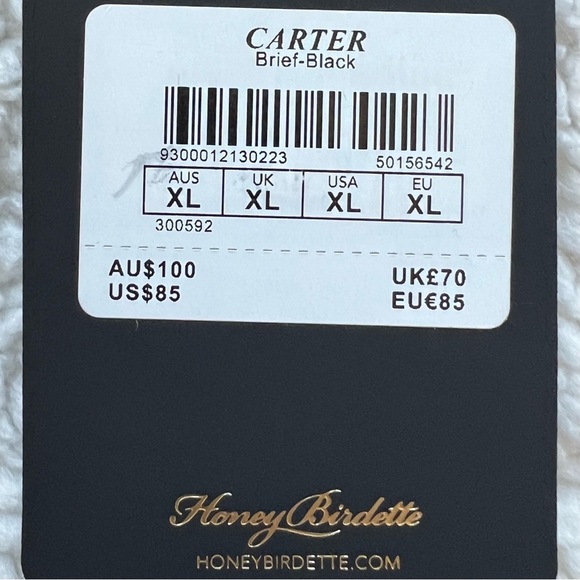 CARTER
Brief-Black
9300012130223 50156542
AUS UK USA EU
XL XL XL XL
300592
AU$100 UK£70
US$85 EU€85
Honey Birdette
HONEYBIRDETTE.COM